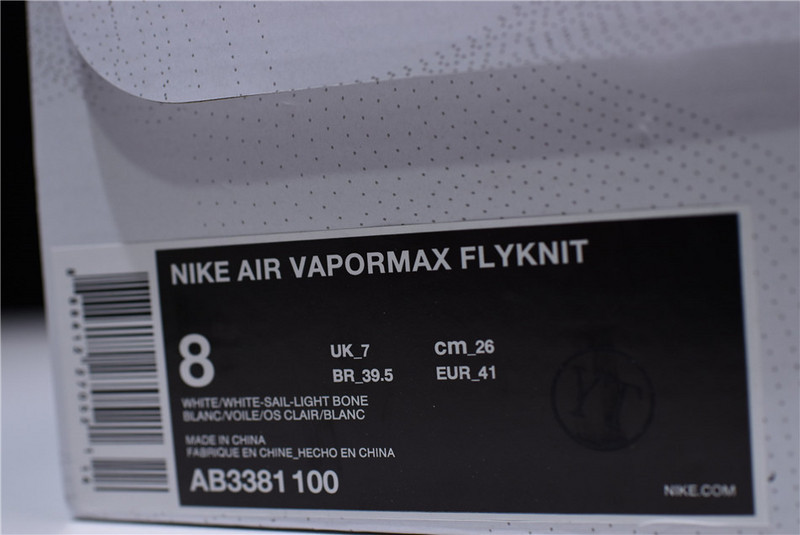 NIKE AIR VAPORMAX FLYKNIT
8
UK_7 cm_26
BR_39.5 EUR_41
WHITE/WHITE-SAIL-LIGHT BONE
BLANC/VOILE/OS CLAIR/BLANC
MADE IN CHINA
FABRIQUE EN CHINE_HECHO EN CHINA
AB3381 100
NIKE.COM